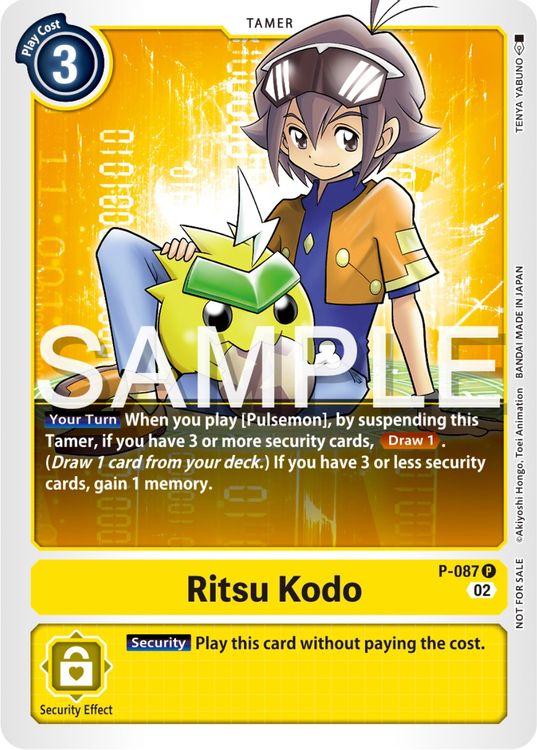 Play Cost
3
TAMER
TENYA YABUNO
SAMPLE
Your Turn When you play [Pulsemon], by suspending this
Tamer, if you have 3 or more security cards, Draw 1.
(Draw 1 card from your deck.) If you have 3 or less security
cards, gain 1 memory.
©Akiyoshi Hongo, Toei Animation BANDAI MADE IN JAPAN
NOT FOR SALE
Ritsu Kodo
P-087 P
02
Security Play this card without paying the cost.
Security Effect